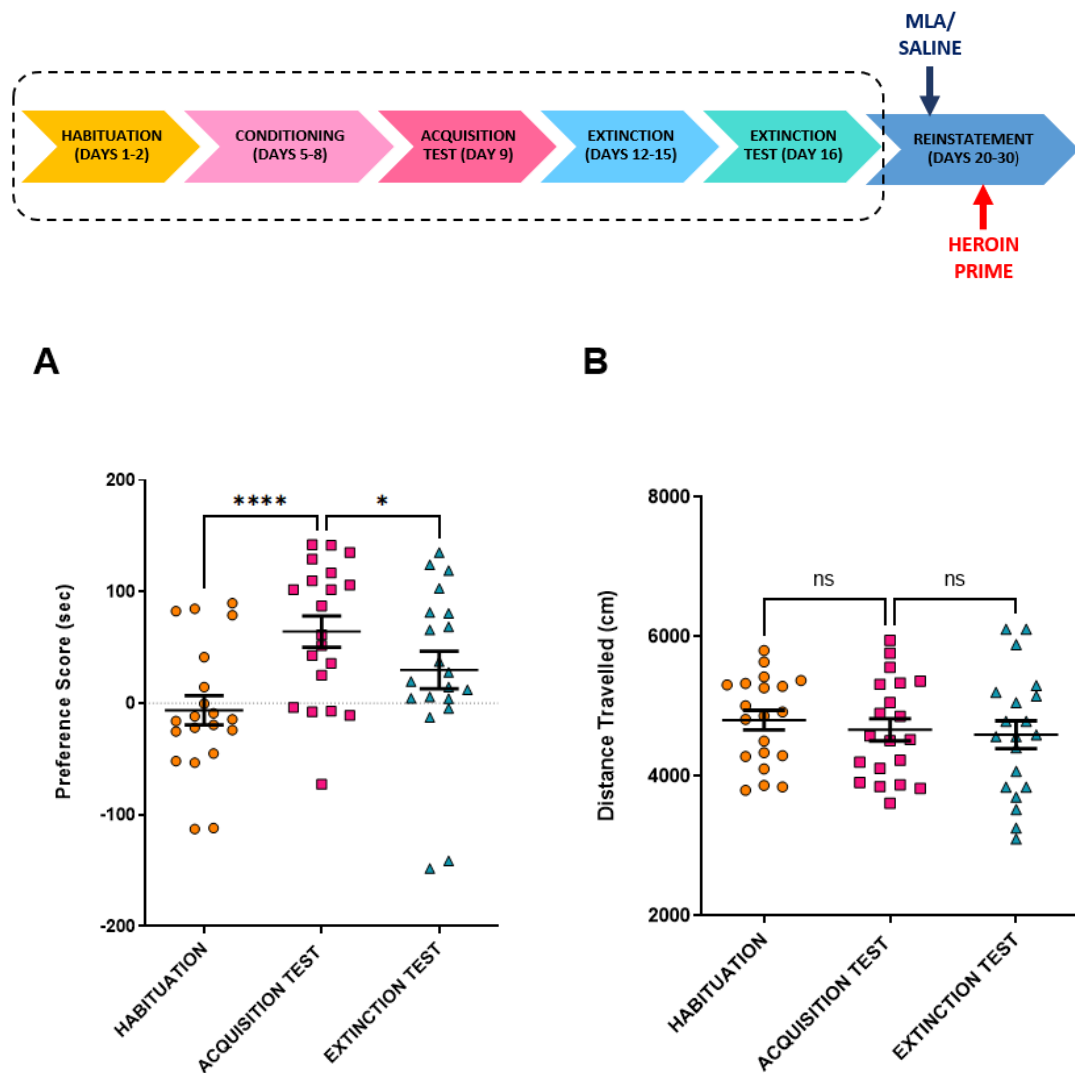 MLA/
SALINE
HABITUATION
(DAYS 1-2)
CONDITIONING
(DAYS 5-8)
ACQUISITION
TEST (DAY 9)
EXTINCTION
(DAYS 12-15)
EXTINCTION
TEST (DAY 16)
REINSTATEMENT
(DAYS 20-30)
HEROIN
PRIME
A
Preference Score (sec)
200
100
0
-100
-200
****
*
HABITUATION
ACQUISITION TEST
EXTINCTION TEST
B
Distance Travelled (cm)
8000
6000
4000
2000
ns
ns
HABITUATION
ACQUISITION TEST
EXTINCTION TEST